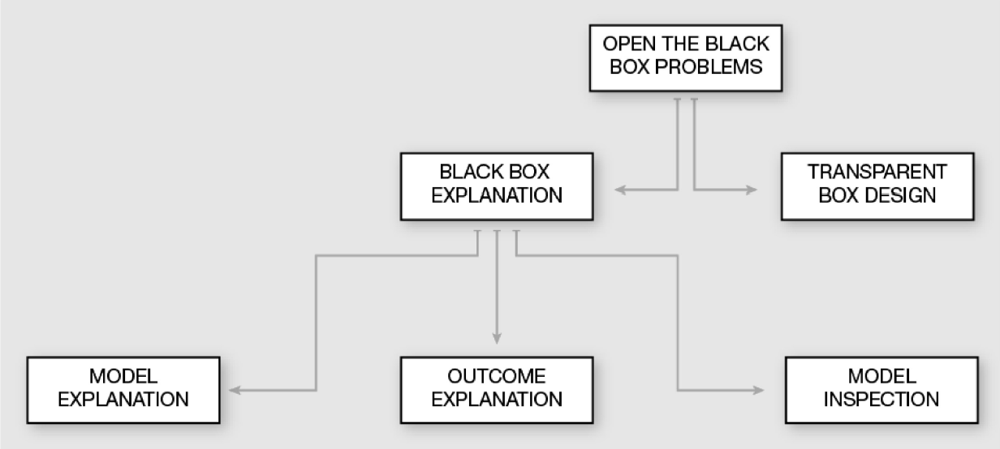 OPEN THE BLACK
BOX PROBLEMS
BLACK BOX
EXPLANATION
TRANSPARENT
BOX DESIGN
MODEL
EXPLANATION
OUTCOME
EXPLANATION
MODEL
INSPECTION